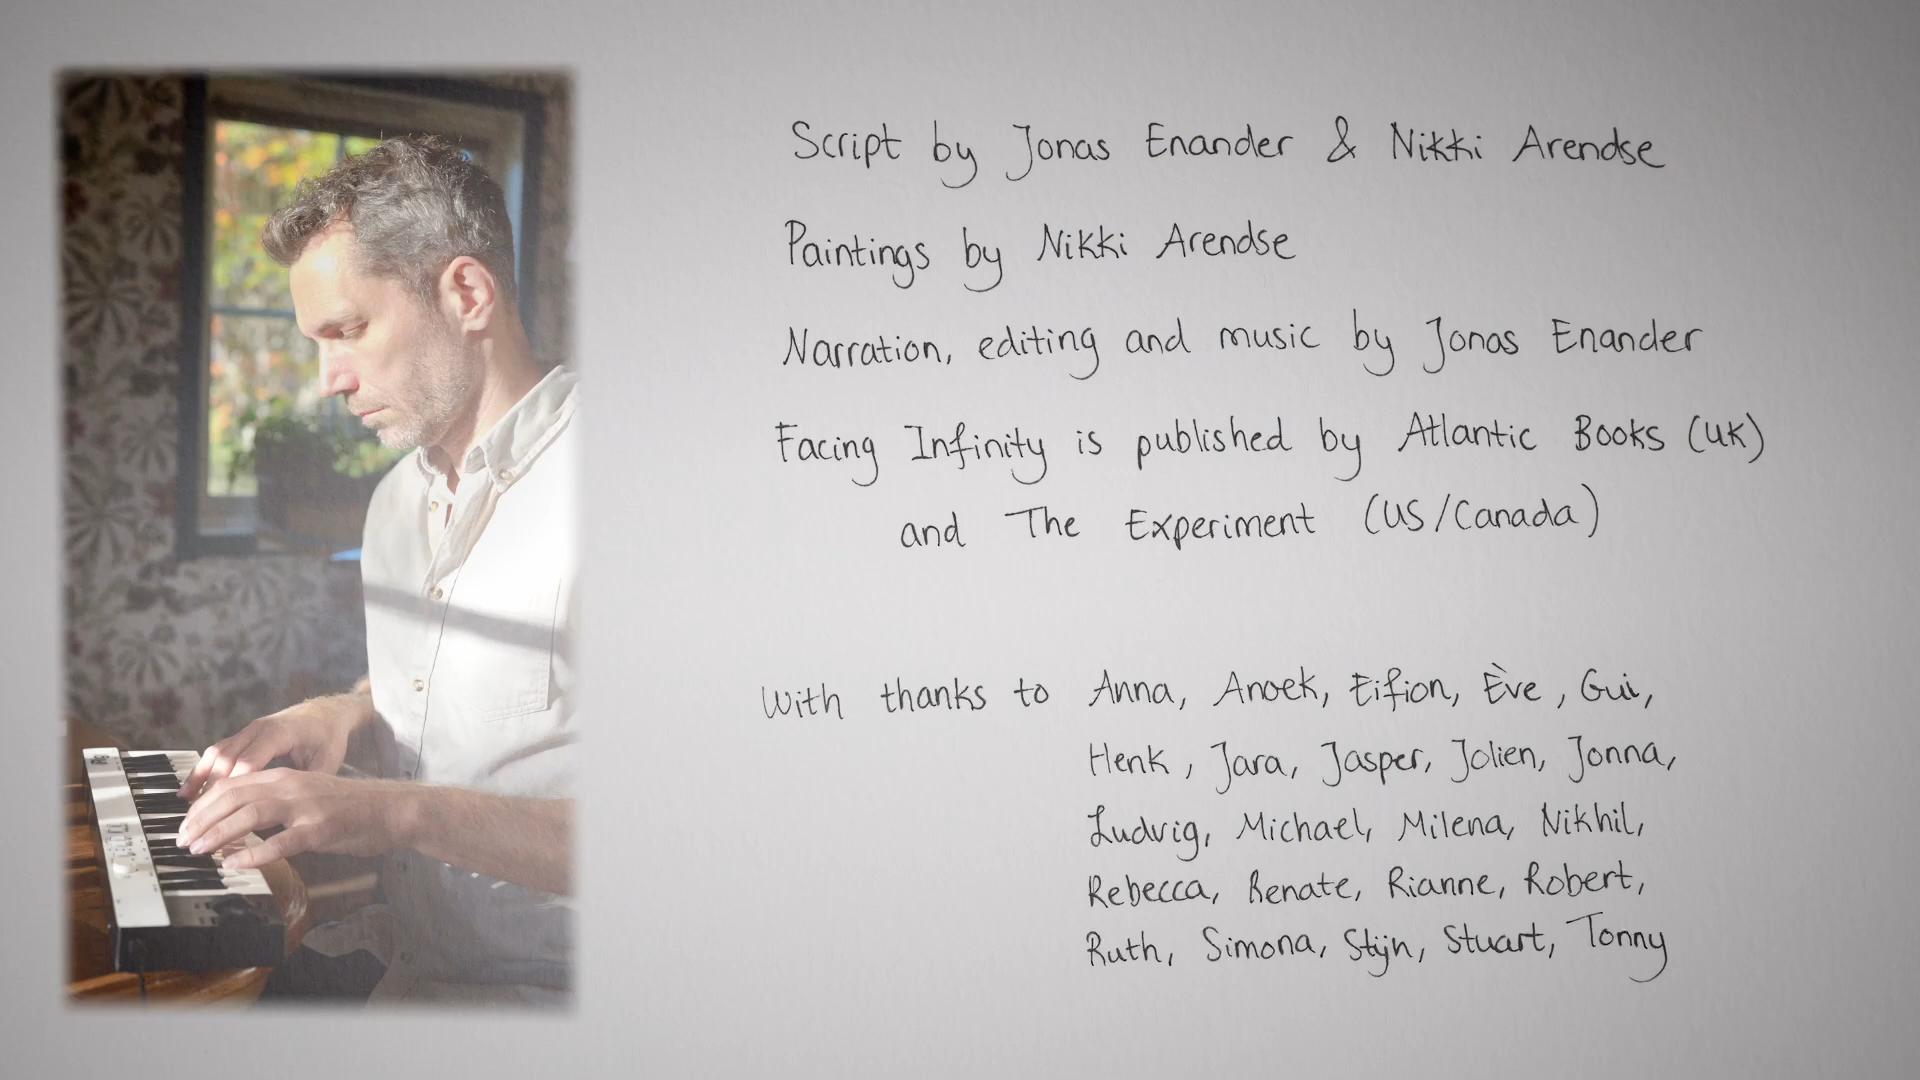 Script by Jonas Enander & Nikki Arendse
Paintings by Nikki Arendse
Narration, editing and music by Jonas Enander
Facing Infinity is published by Atlantic Books (UK)
and The Experiment (US/Canada)
With thanks to Anna, Anoek, Eifion, Ève, Gui,
Henk, Jara, Jasper, Jolien, Jonna,
Ludvig, Michael, Milena, Nikhil,
Rebecca, Renate, Rianne, Robert,
Ruth, Simona, Stijn, Stuart, Tonny